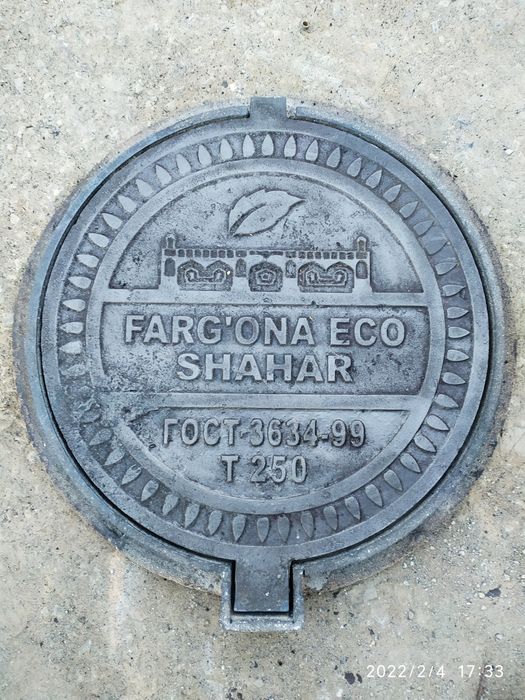 FARG'ONA ECO
SHAHAR
ГОСТ-3634-99
Т 250
2022/2/4 17:33